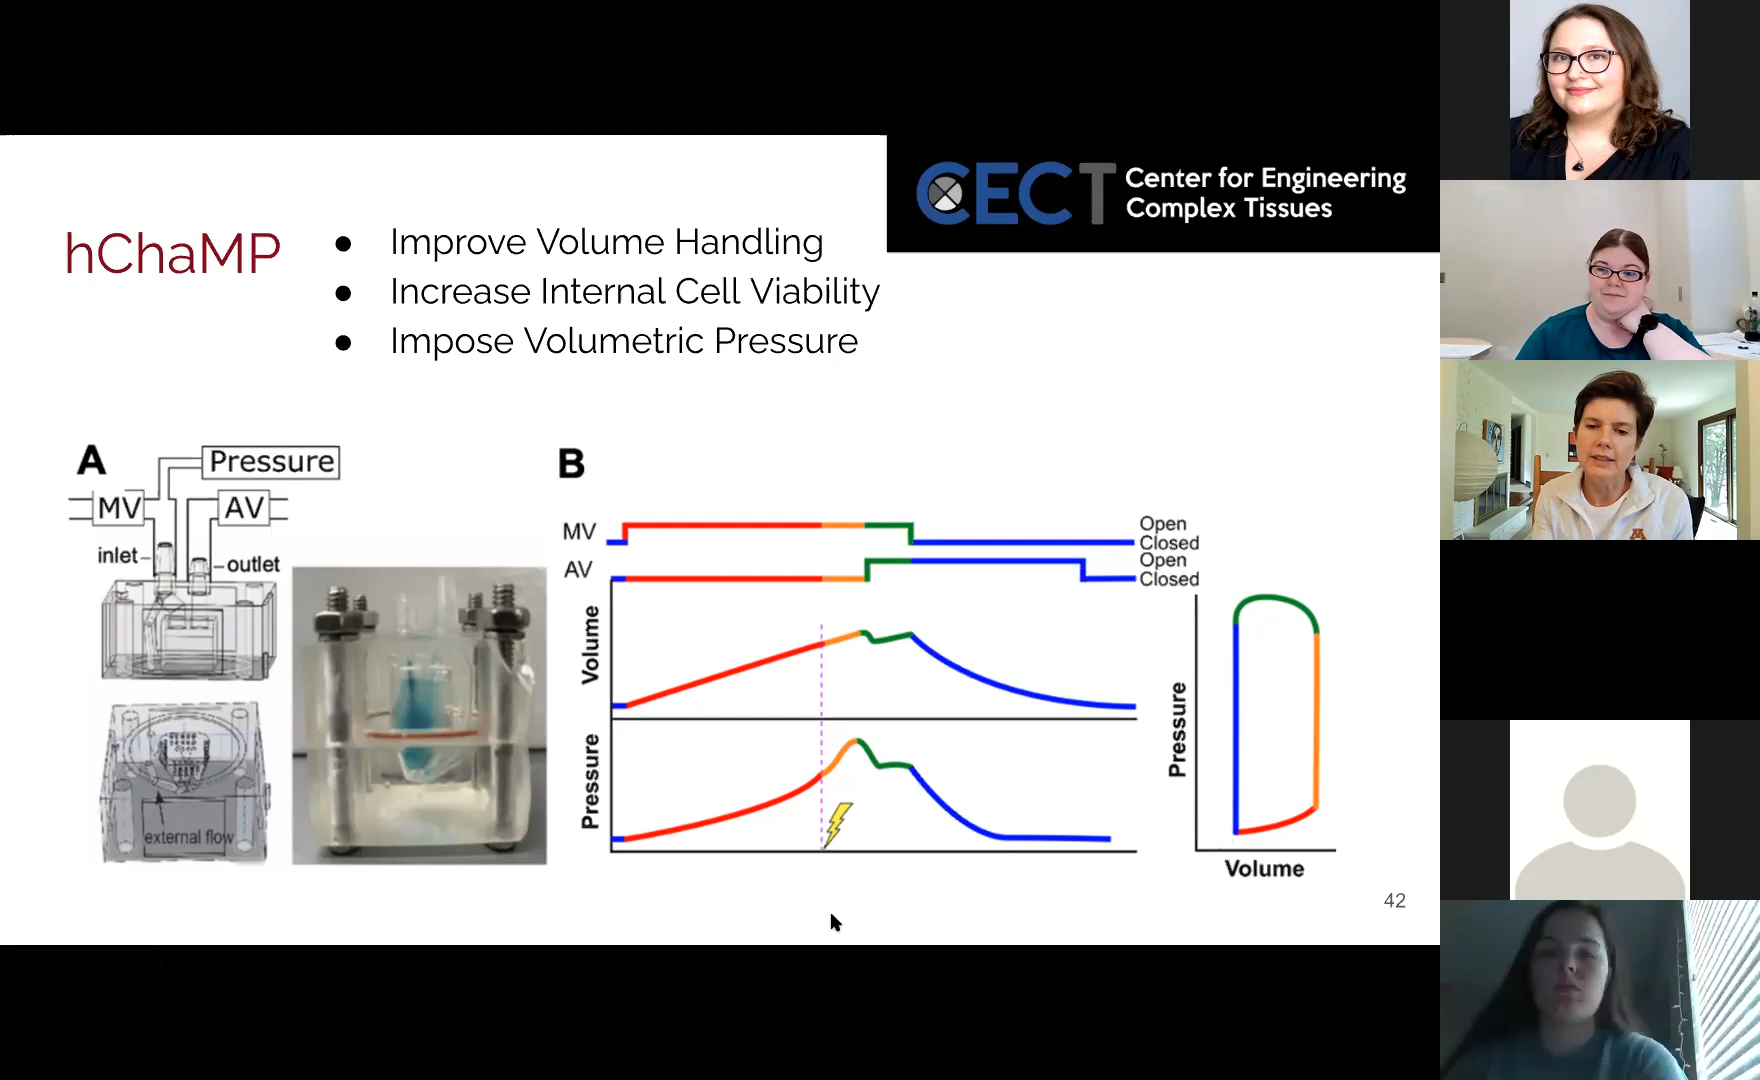 CECT Center for Engineering
Complex Tissues
hChaMP
● Improve Volume Handling
● Increase Internal Cell Viability
● Impose Volumetric Pressure
A
Pressure
MV
AV
inlet
outlet
external flow
B
MV
Open
Closed
AV
Open
Closed
Volume
Pressure
Pressure
Volume
42